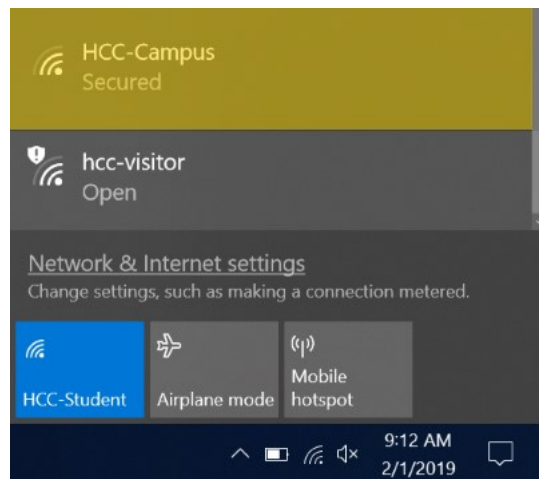 HCC-Campus
Secured
hcc-visitor
Open
Network & Internet settings
Change settings, such as making a connection metered.
HCC-Student
Airplane mode
Mobile
hotspot
9:12 AM
2/1/2019